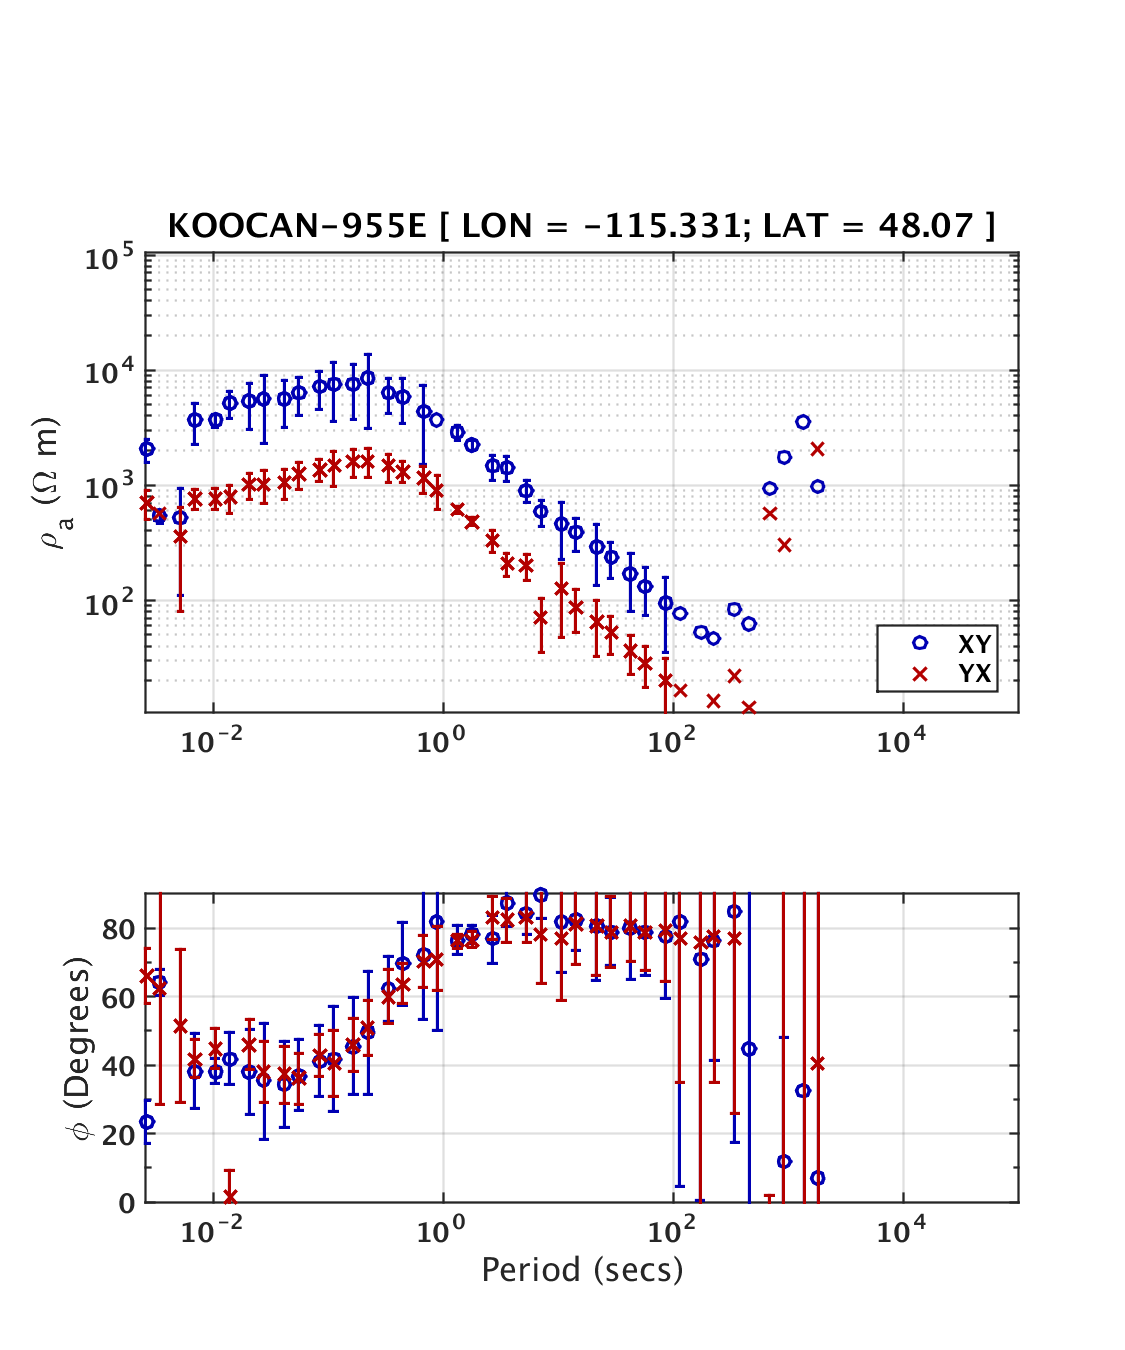 KOOCAN-955E [ LON = -115.331; LAT = 48.07 ]
10^5
10^4
10^3
10^2
ρ_a (Ω m)
XY
YX
10^-2 10^0 10^2 10^4
80
60
40
20
0
ϕ (Degrees)
10^-2 10^0 10^2 10^4
Period (secs)